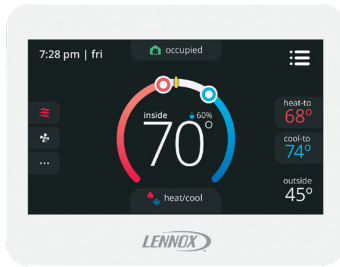 7:28 pm | fri
occupied
inside
60%
70°
heat-to
68°
cool-to
74°
outside
45°
heat/cool
LENNOX